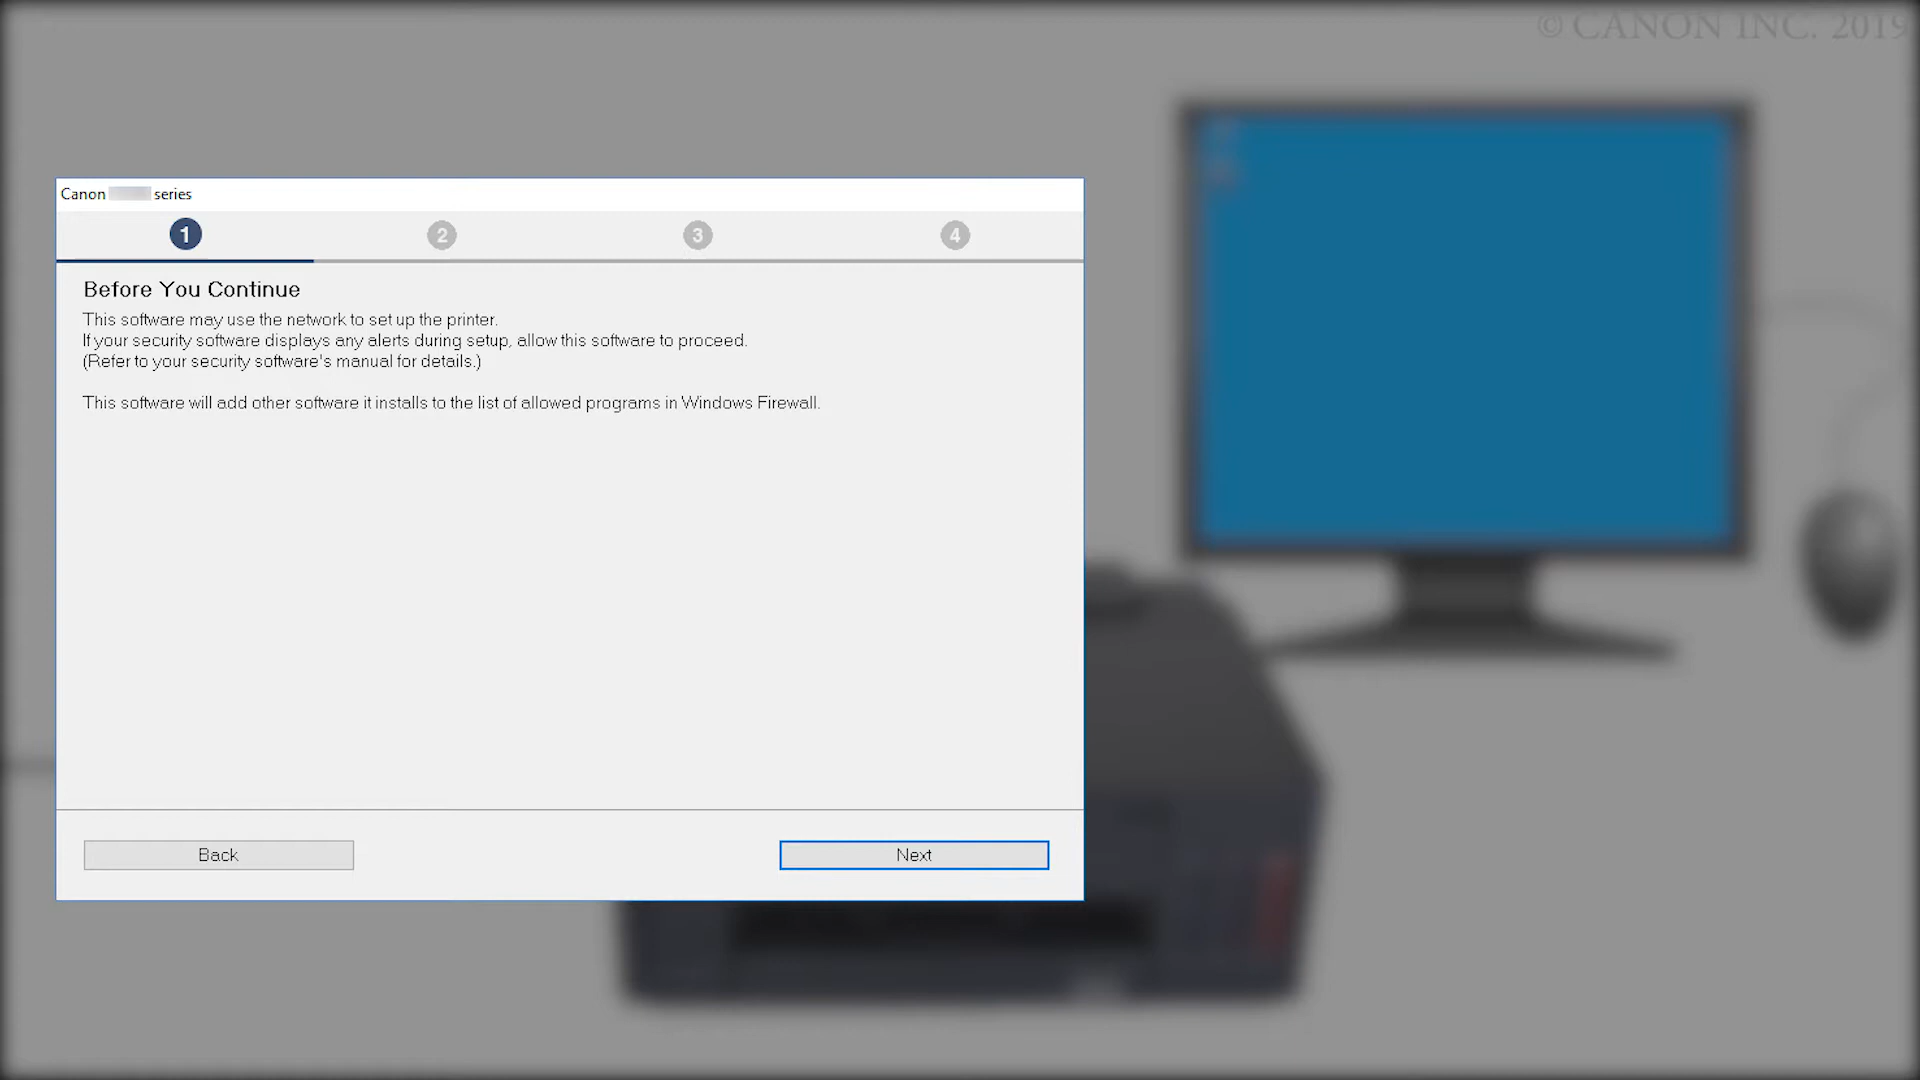 © CANON INC. 2019
Canon series
1
2
3
4
Before You Continue
This software may use the network to set up the printer.
If your security software displays any alerts during setup, allow this software to proceed.
(Refer to your security software's manual for details.)
This software will add other software it installs to the list of allowed programs in Windows Firewall.
Back
Next